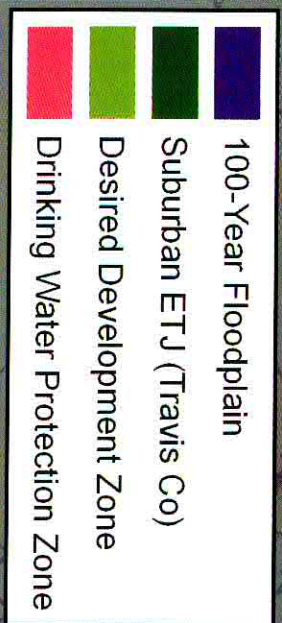 100-Year Floodplain
Suburban ETJ (Travis Co)
Desired Development Zone
Drinking Water Protection Zone